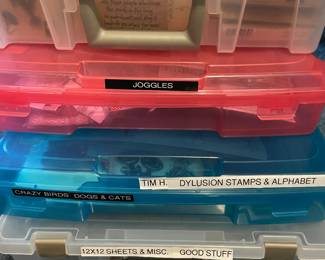 JOGGLES
TIM H. DYLUSION STAMPS & ALPHABET
CRAZY BIRDS DOGS & CATS
12X12 SHEETS & MISC. GOOD STUFF